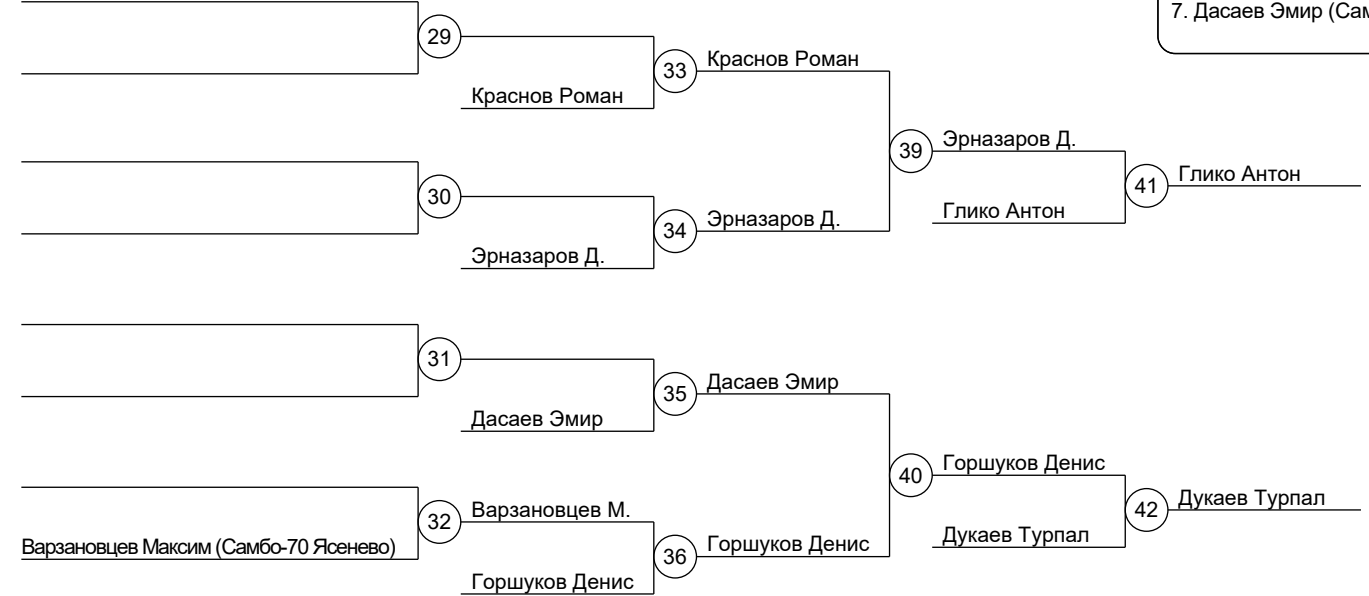 7. Дасаев Эмир (Сам
29
33
Краснов Роман
Краснов Роман
39
Эрназаров Д.
30
41
Глико Антон
34
Эрназаров Д.
Глико Антон
Эрназаров Д.
31
35
Дасаев Эмир
Дасаев Эмир
40
Горшуков Денис
32
Варзановцев М.
42
Дукаев Турпал
Варзановцев Максим (Самбо-70 Ясенево)
36
Горшуков Денис
Дукаев Турпал
Горшуков Денис